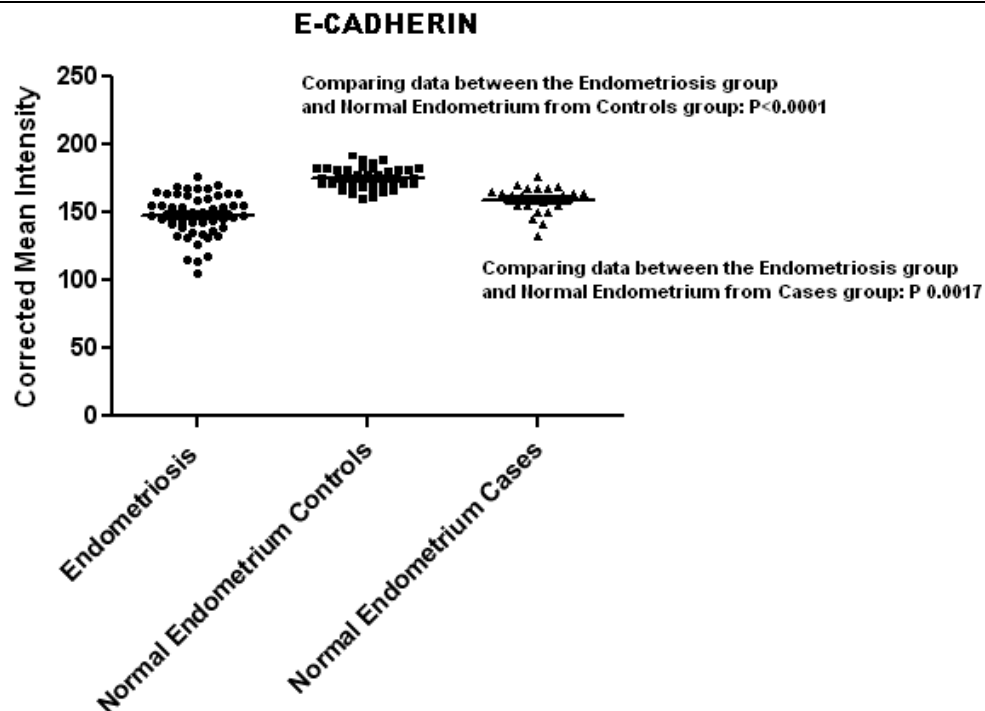 E-CADHERIN
Comparing data between the Endometriosis group
and Normal Endometrium from Controls group: P<0.0001
Corrected Mean Intensity
250
200
150
100
50
0
Comparing data between the Endometriosis group
and Normal Endometrium from Cases group: P 0.0017
Endometriosis
Normal Endometrium Controls
Normal Endometrium Cases